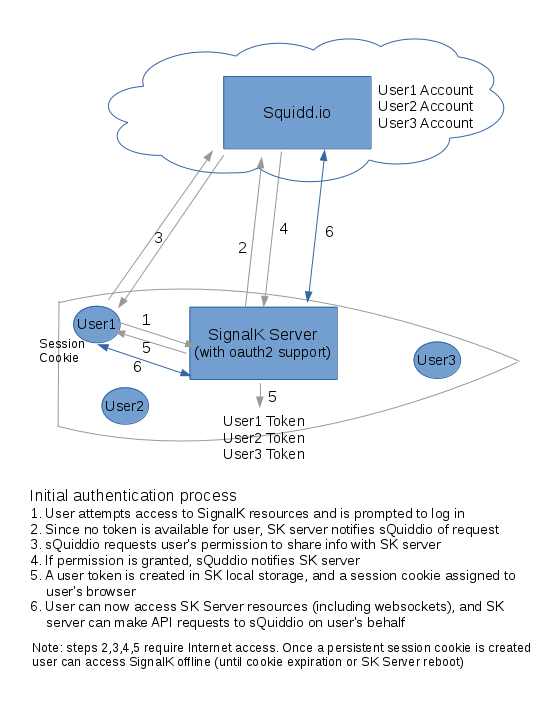 Squidd.io
User1 Account
User2 Account
User3 Account
3
2
4
6
User1
1
SignalK Server
(with oauth2 support)
Session
Cookie
5
6
User3
User2
5
User1 Token
User2 Token
User3 Token
Initial authentication process
1. User attempts access to SignalK resources and is prompted to log in
2. Since no token is available for user, SK server notifies sQuiddio of request
3. sQuiddio requests user's permission to share info with SK server
4. If permission is granted, sQuddio notifies SK server
5. A user token is created in SK local storage, and a session cookie assigned to
user's browser
6. User can now access SK Server resources (including websockets), and SK
server can make API requests to sQuiddio on user's behalf
Note: steps 2,3,4,5 require Internet access. Once a persistent session cookie is created
user can access SignalK offline (until cookie expiration or SK Server reboot)